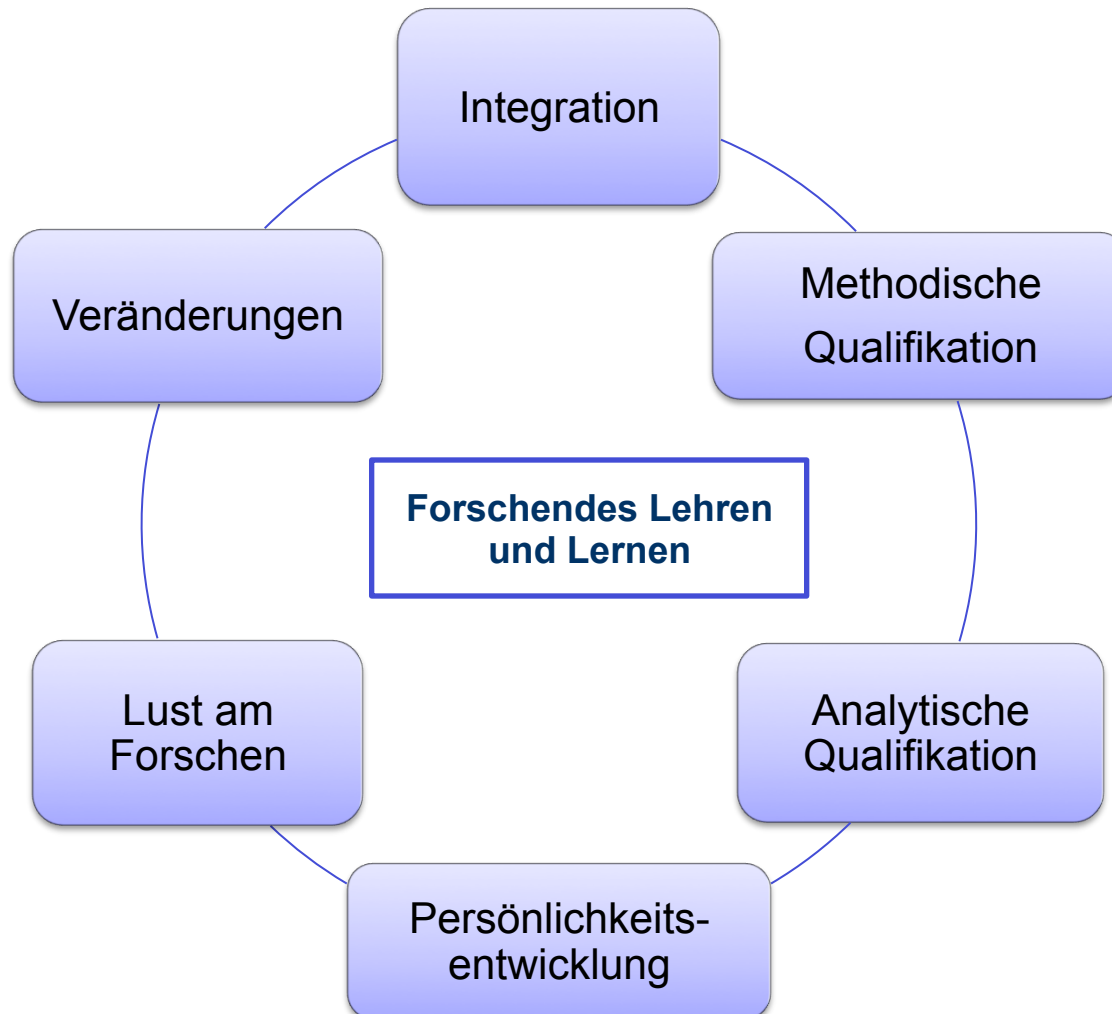 Integration
Methodische
Qualifikation
Veränderungen
Forschendes Lehren
und Lernen
Analytische
Qualifikation
Lust am
Forschen
Persönlichkeits-
entwicklung